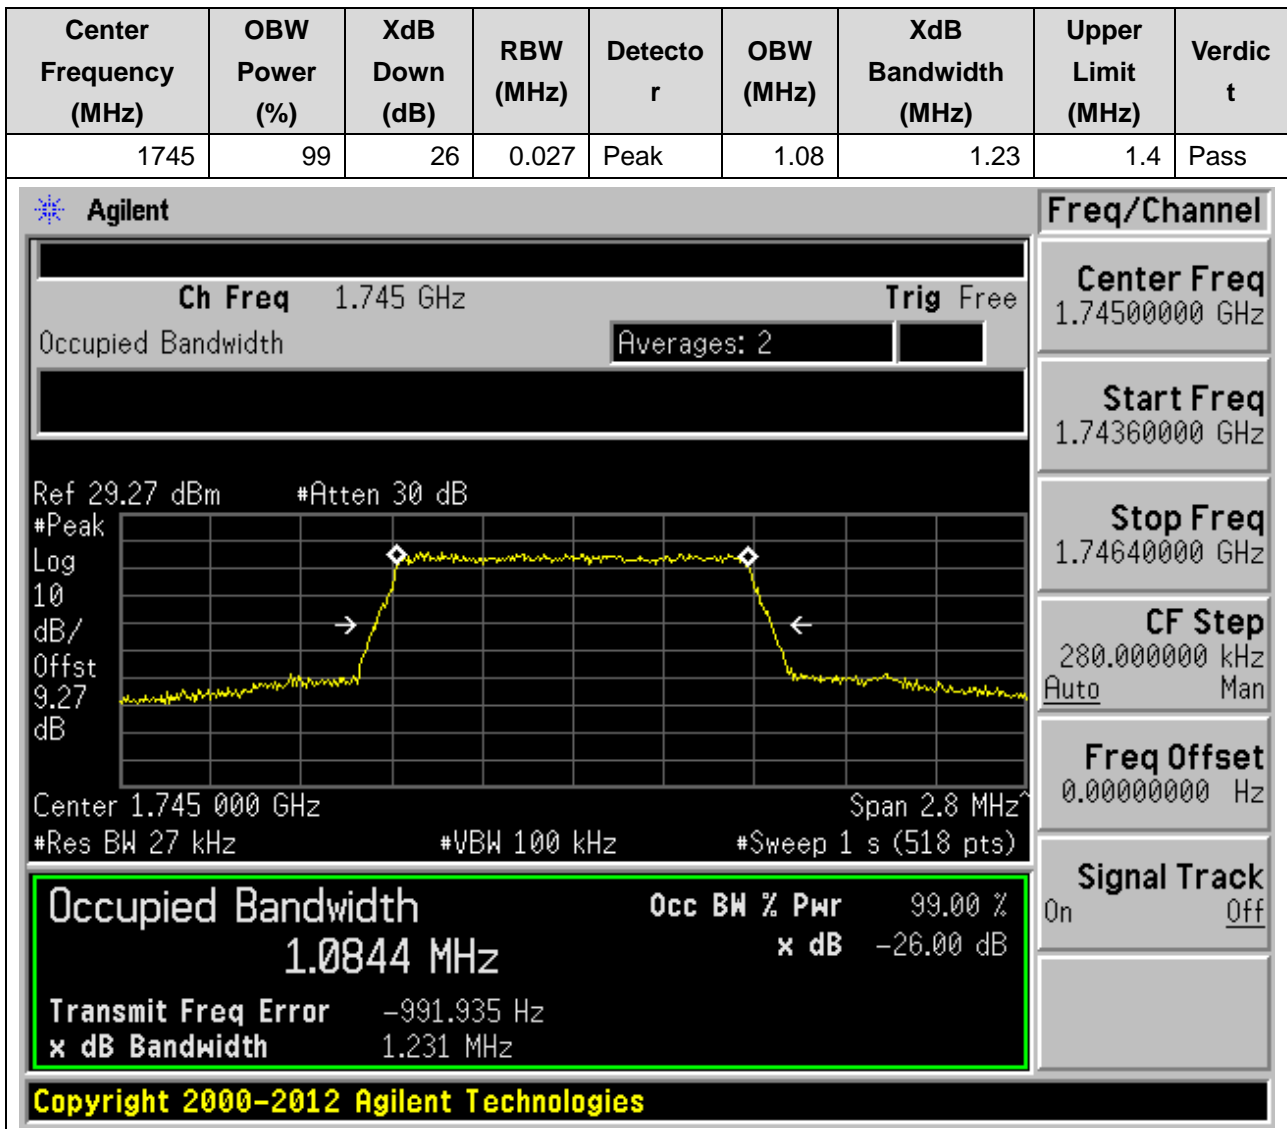 Center Frequency (MHz) OBW Power (%) XdB Down (dB) RBW (MHz) Detecto r OBW (MHz) XdB Bandwidth (MHz) Upper Limit (MHz) Verdic t
1745 99 26 0.027 Peak 1.08 1.23 1.4 Pass
Agilent Freq/Channel
Ch Freq 1.745 GHz Trig Free
Occupied Bandwidth Averages: 2
Center Freq
1.74500000 GHz
Start Freq
1.74360000 GHz
Stop Freq
1.74640000 GHz
CF Step
280.000000 kHz
Auto Man
Freq Offset
0.00000000 Hz
Signal Track
On Off
Ref 29.27 dBm #Atten 30 dB
#Peak
Log
10
dB/
Offst
9.27
dB
Center 1.745 000 GHz Span 2.8 MHz^
#Res BW 27 kHz #VBW 100 kHz #Sweep 1 s (518 pts)
Occupied Bandwidth Occ BW % Pwr 99.00 %
1.0844 MHz x dB -26.00 dB
Transmit Freq Error -991.935 Hz
x dB Bandwidth 1.231 MHz
Copyright 2000-2012 Agilent Technologies